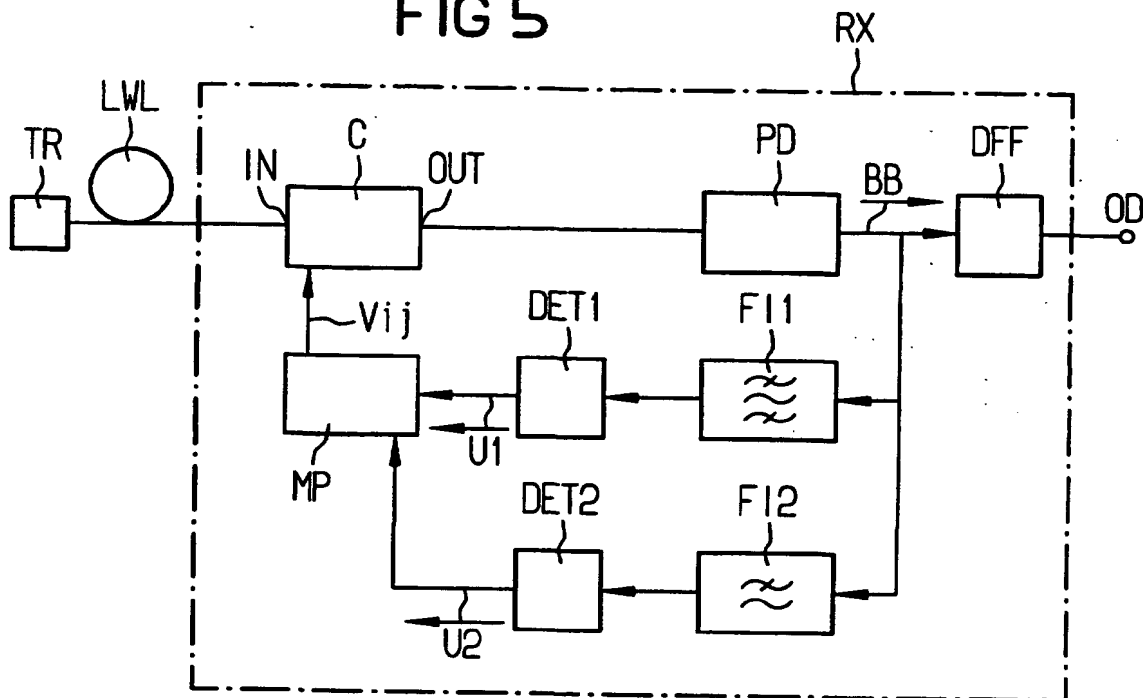 FIG 5
RX
LWL
TR
C
PD
DFF
IN
OUT
BB
OD
Vij
DET1
FI1
U1
MP
DET2
FI2
U2